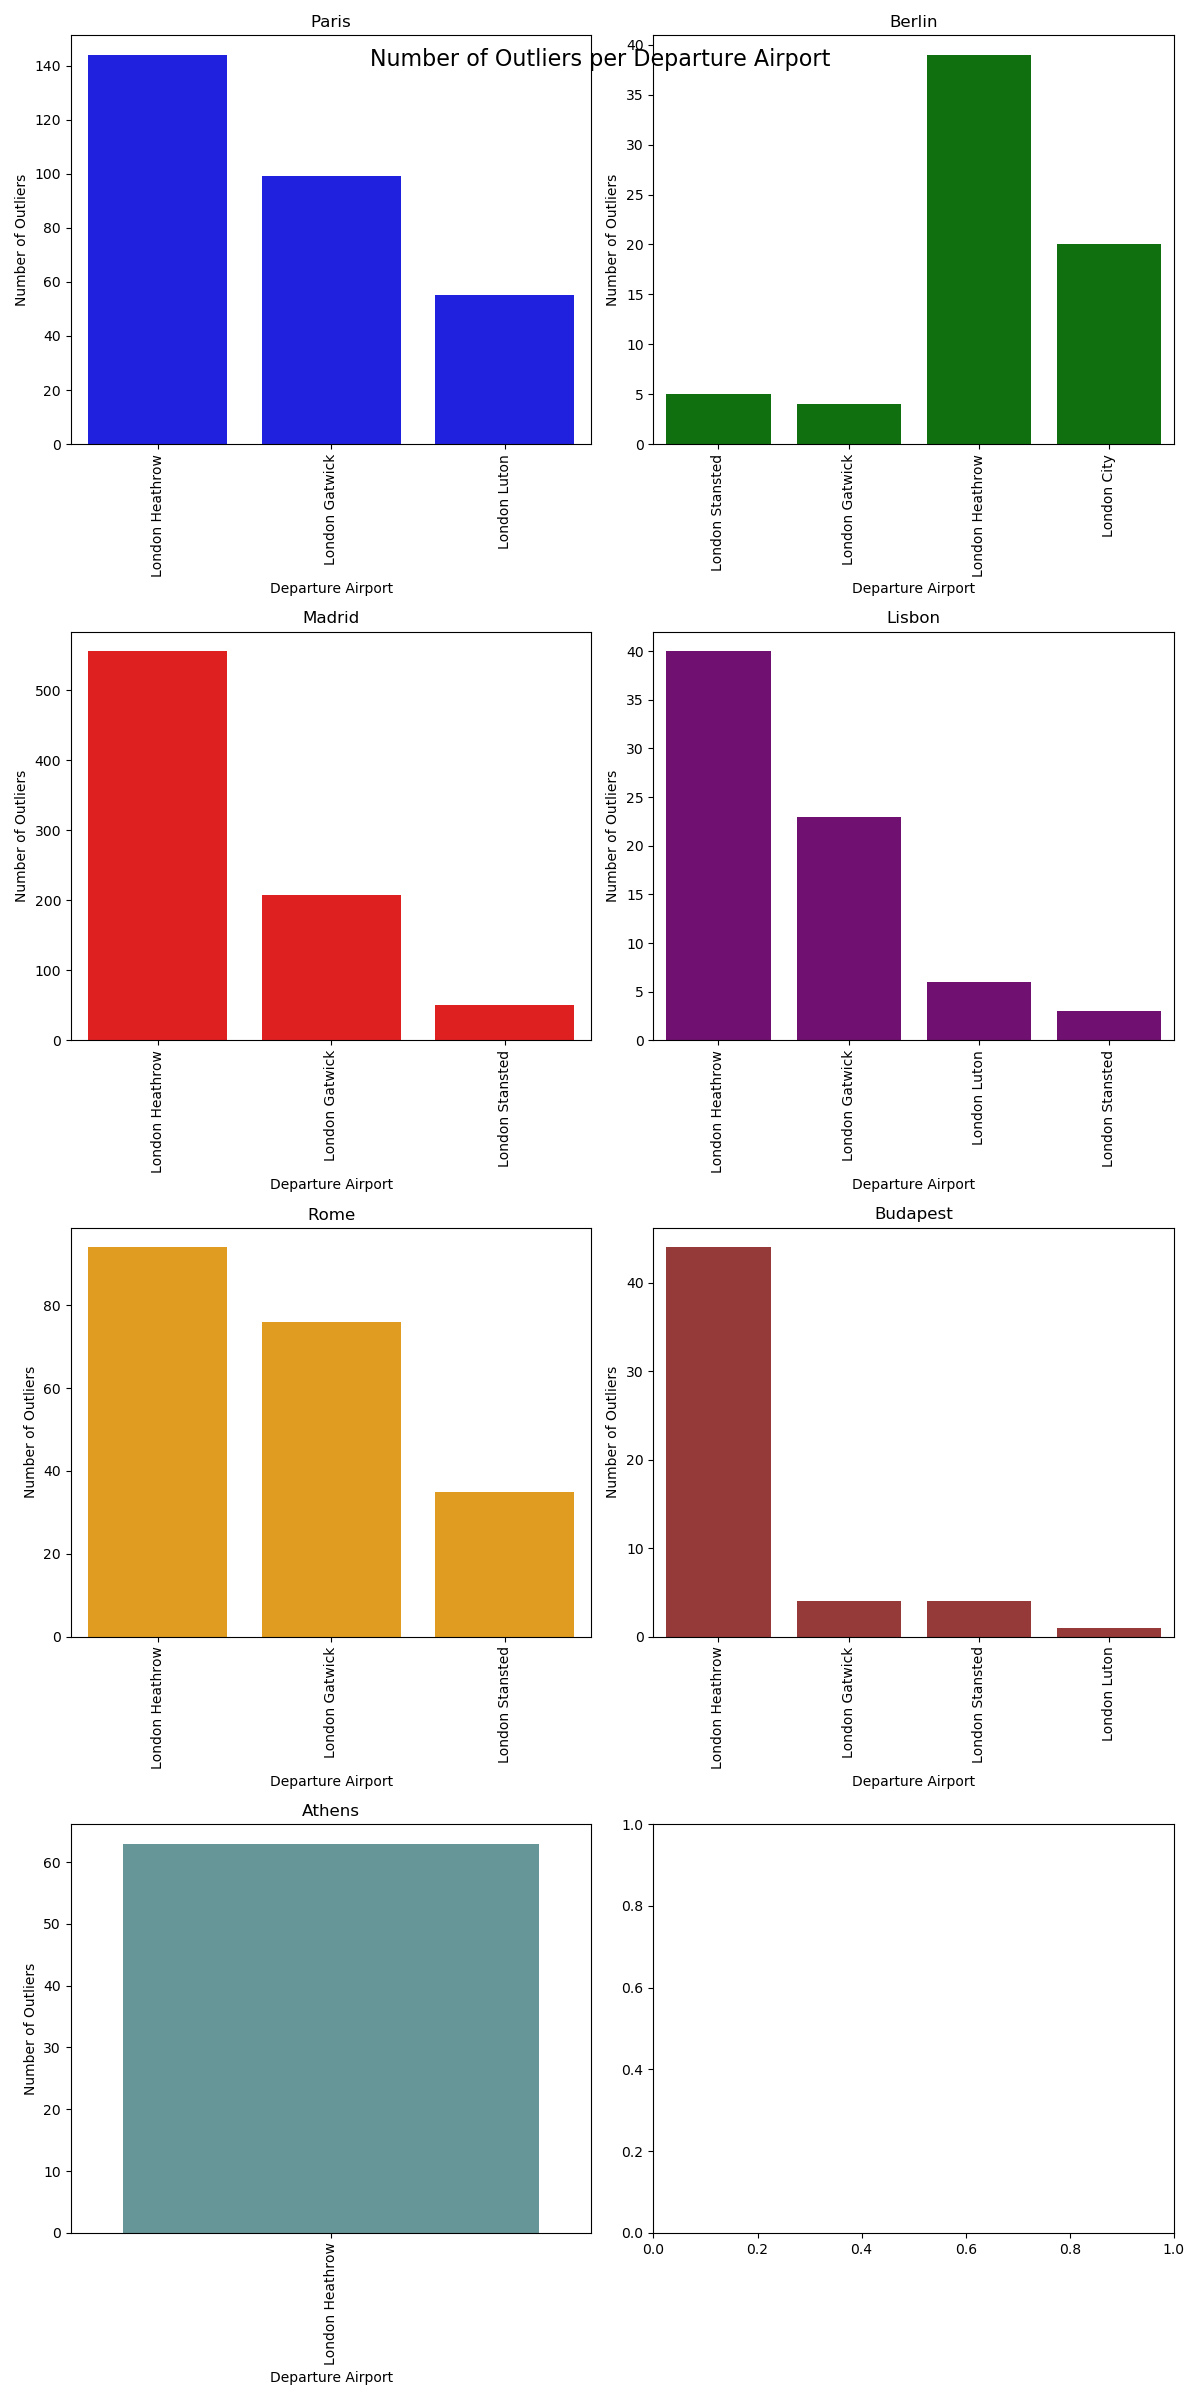 Number of Outliers per Departure Airport
Paris
Number of Outliers
140
120
100
80
60
40
20
0
London Heathrow
London Gatwick
London Luton
Departure Airport
Berlin
Number of Outliers
40
35
30
25
20
15
10
5
0
London Stansted
London Gatwick
London Heathrow
London City
Departure Airport
Madrid
Number of Outliers
500
400
300
200
100
0
London Heathrow
London Gatwick
London Stansted
Departure Airport
Lisbon
Number of Outliers
40
35
30
25
20
15
10
5
0
London Heathrow
London Gatwick
London Luton
London Stansted
Departure Airport
Rome
Number of Outliers
80
60
40
20
0
London Heathrow
London Gatwick
London Stansted
Departure Airport
Budapest
Number of Outliers
40
30
20
10
0
London Heathrow
London Gatwick
London Stansted
London Luton
Departure Airport
Athens
Number of Outliers
60
50
40
30
20
10
0
London Heathrow
Departure Airport
1.0
0.8
0.6
0.4
0.2
0.0
0.0 0.2 0.4 0.6 0.8 1.0